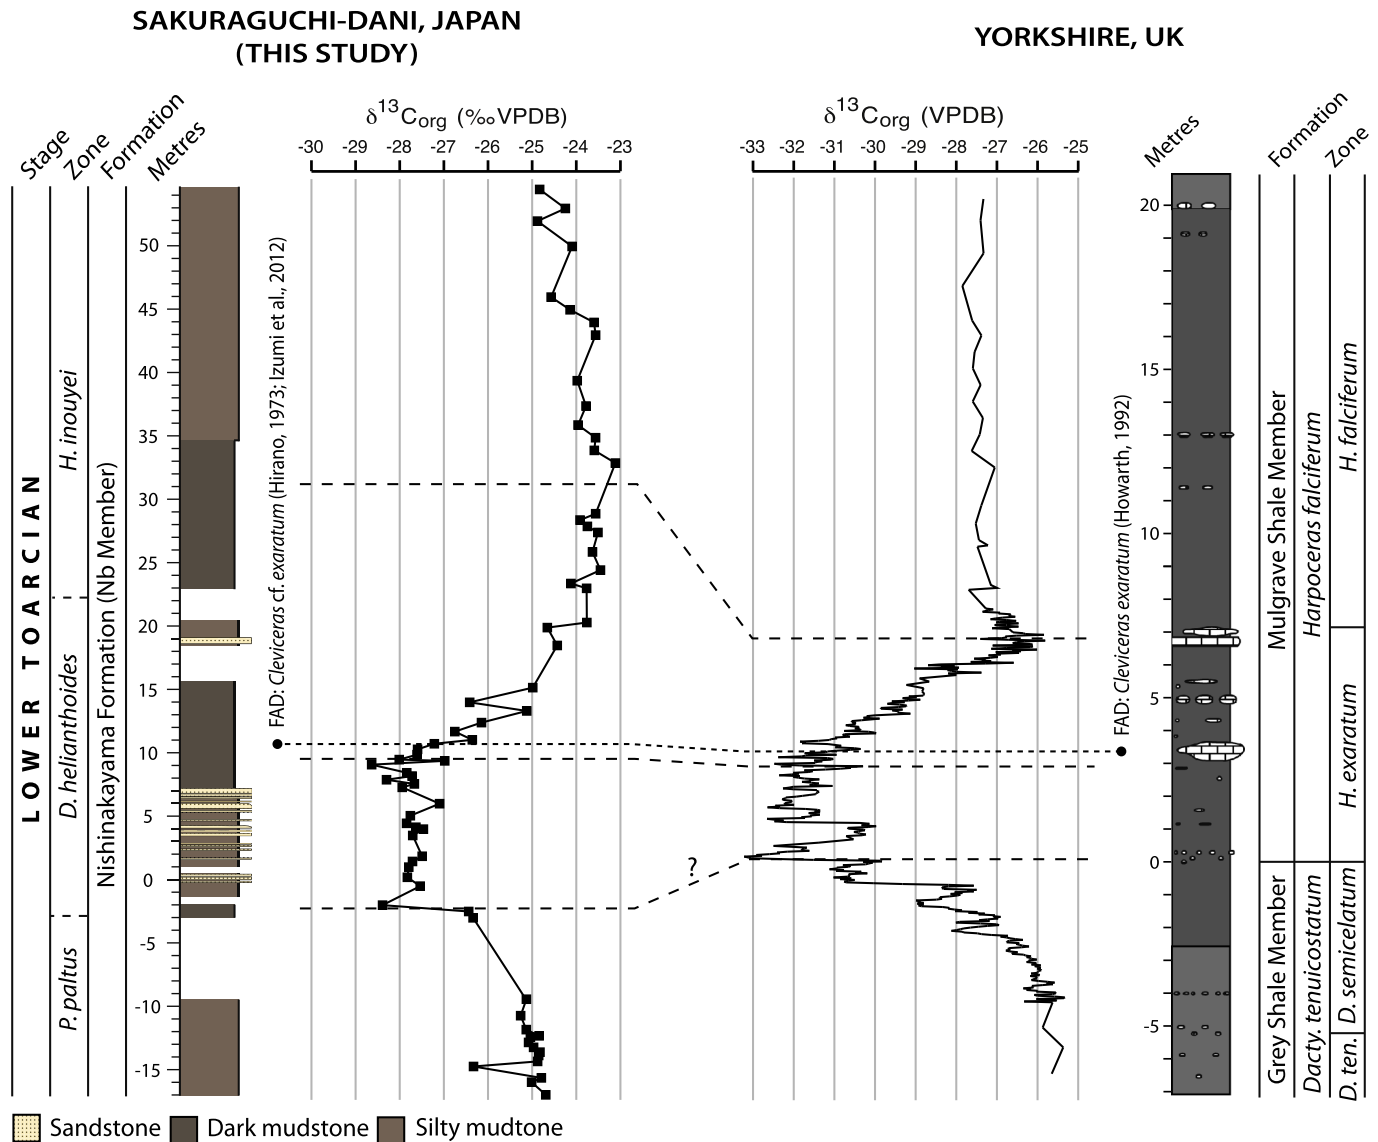 SAKURAGUCHI-DANI, JAPAN
(THIS STUDY)
YORKSHIRE, UK
Stage
Zone
Formation
Metres
δ13Corg (‰VPDB)
-30 -29 -28 -27 -26 -25 -24 -23
δ13Corg (VPDB)
-33 -32 -31 -30 -29 -28 -27 -26 -25
Metres
Formation
Zone
LOWER TOARCIAN
H. inouyei
D. helianthoides
P. paltus
Nishinakayama Formation (Nb Member)
50
45
40
35
30
25
20
15
10
5
0
-5
-10
-15
FAD: Cleviceras cf. exaratum (Hirano, 1973; Izumi et al., 2012)
?
FAD: Cleviceras exaratum (Howarth, 1992)
20
15
10
5
0
-5
Mulgrave Shale Member
Grey Shale Member
Harpoceras falciferum
Dacty. tenuicostatum
H. falciferum
H. exaratum
D. semicelatum
D. ten.
Sandstone Dark mudstone Silty mudtone